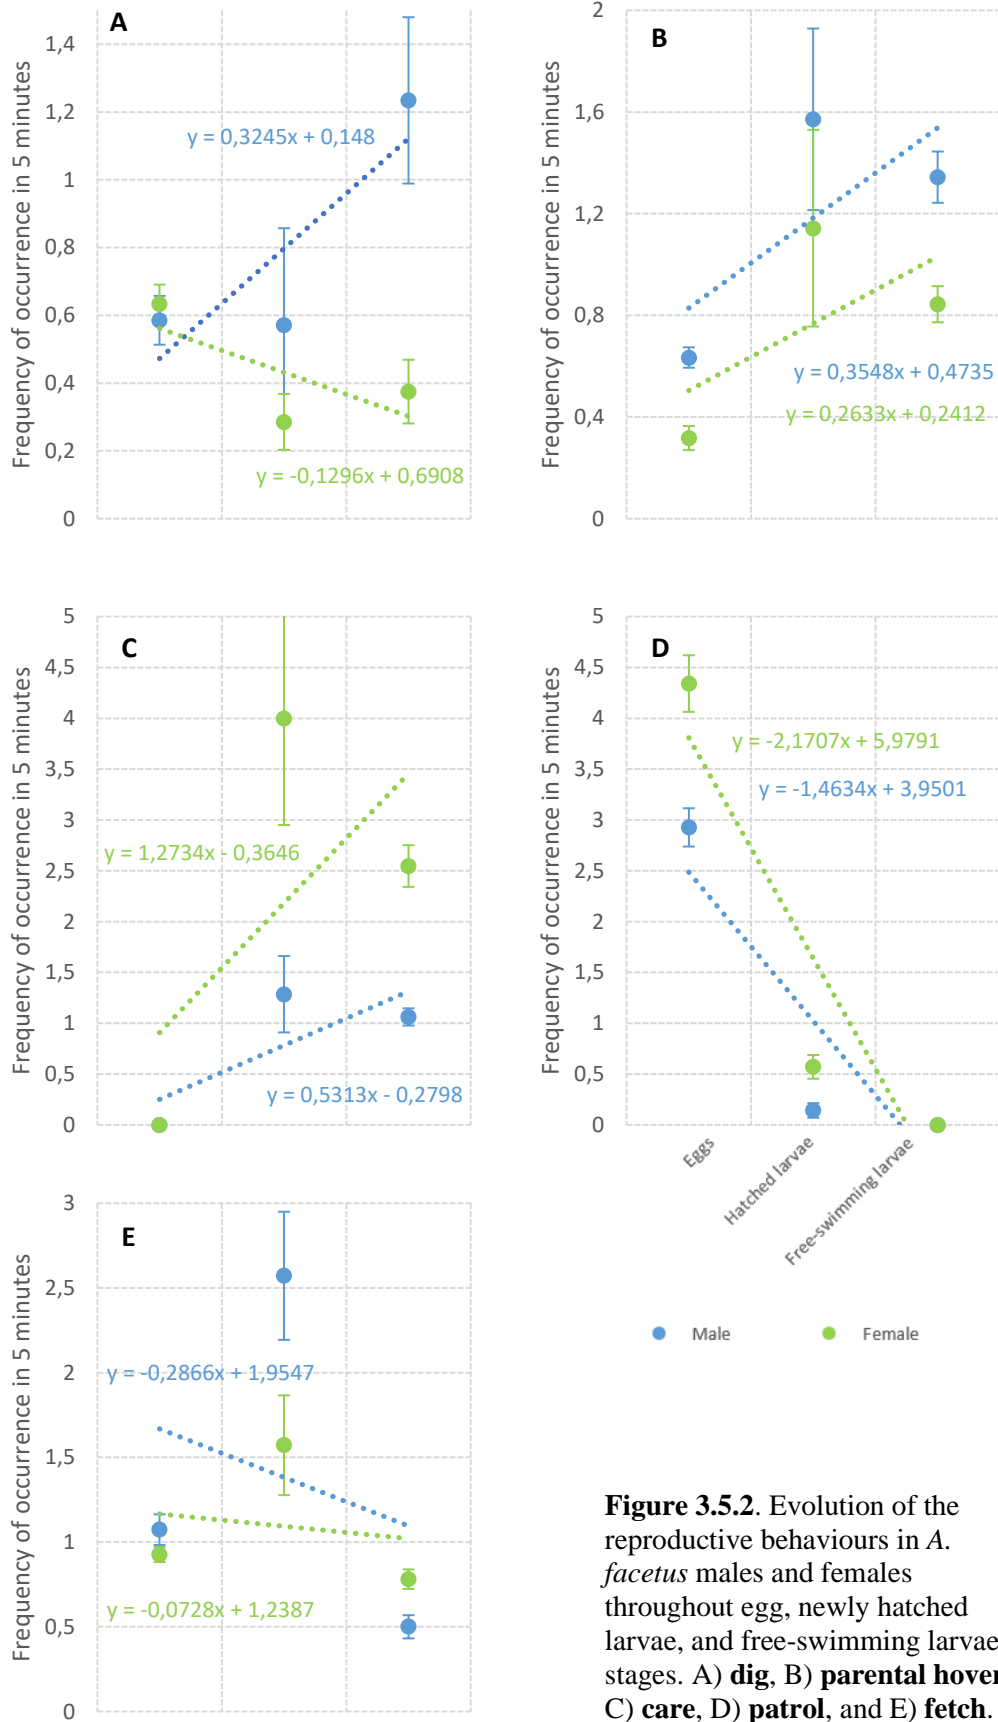 A
Frequency of occurrence in 5 minutes
1,4
1,2
1
0,8
0,6
0,4
0,2
0
y = 0,3245x + 0,148
y = -0,1296x + 0,6908
B
Frequency of occurrence in 5 minutes
2
1,6
1,2
0,8
0,4
0
y = 0,3548x + 0,4735
y = 0,2633x + 0,2412
C
Frequency of occurrence in 5 minutes
5
4,5
4
3,5
3
2,5
2
1,5
1
0,5
0
y = 1,2734x - 0,3646
y = 0,5313x - 0,2798
D
Frequency of occurrence in 5 minutes
5
4,5
4
3,5
3
2,5
2
1,5
1
0,5
0
y = -2,1707x + 5,9791
y = -1,4634x + 3,9501
Eggs
Hatched larvae
Free-swimming larvae
Male
Female
E
Frequency of occurrence in 5 minutes
3
2,5
2
1,5
1
0,5
0
y = -0,2866x + 1,9547
y = -0,0728x + 1,2387
Figure 3.5.2. Evolution of the
reproductive behaviours in A.
facetus males and females
throughout egg, newly hatched
larvae, and free-swimming larvae
stages. A) dig, B) parental hover
C) care, D) patrol, and E) fetch.